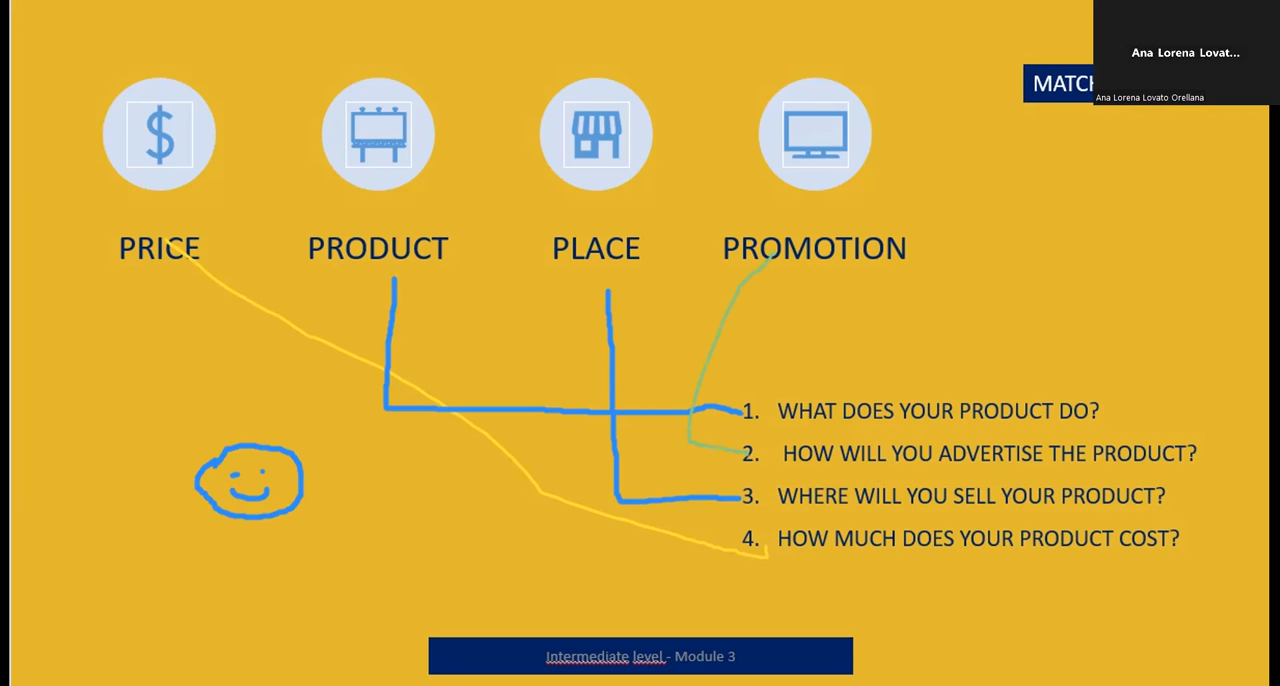 Ana Lorena Lovat...
MATCH
Ana Lorena Lovato Orellana
$
PRICE PRODUCT PLACE PROMOTION
1. WHAT DOES YOUR PRODUCT DO?
2. HOW WILL YOU ADVERTISE THE PRODUCT?
3. WHERE WILL YOU SELL YOUR PRODUCT?
4. HOW MUCH DOES YOUR PRODUCT COST?
Intermediate level - Module 3